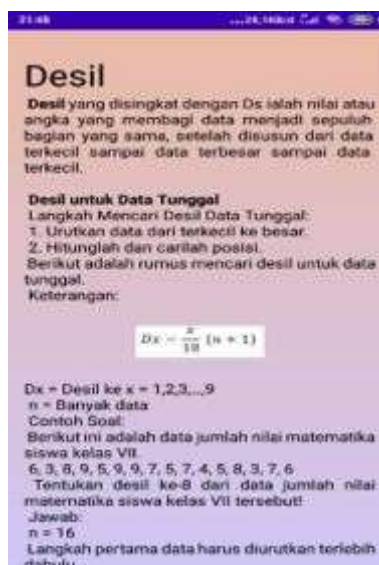 21:48
Desil
Desil yang disingkat dengan Ds ialah nilai atau
angka yang membagi data menjadi sepuluh
bagian yang sama, setelah disusun dari data
terkecil sampai data terbesar sampai data
terkecil.
Desil untuk Data Tunggal
Langkah Mencari Desil Data Tunggal:
1. Urutkan data dari terkecil ke besar.
2. Hitunglah dan carilah posisi.
Berikut adalah rumus mencari desil untuk data
tunggal.
Keterangan:
Dx = x/10 (n + 1)
Dx = Desil ke x = 1,2,3,..,9
n = Banyak data
Contoh Soal:
Berikut ini adalah data jumlah nilai matematika
siswa kelas VII.
6, 3, 8, 9, 5, 9, 9, 7, 5, 7, 4, 5, 8, 3, 7, 6
Tentukan desil ke-8 dari data jumlah nilai
matematika siswa kelas VII tersebut!
Jawab:
n = 16
Langkah pertama data harus diurutkan terlebih
dahulu